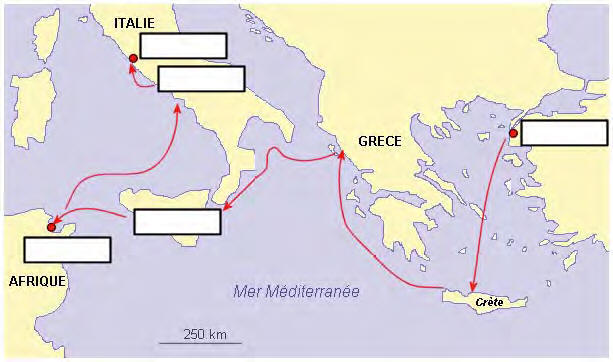 ITALIE
GRECE
AFRIQUE
Mer Méditerranée
Crète
250 km